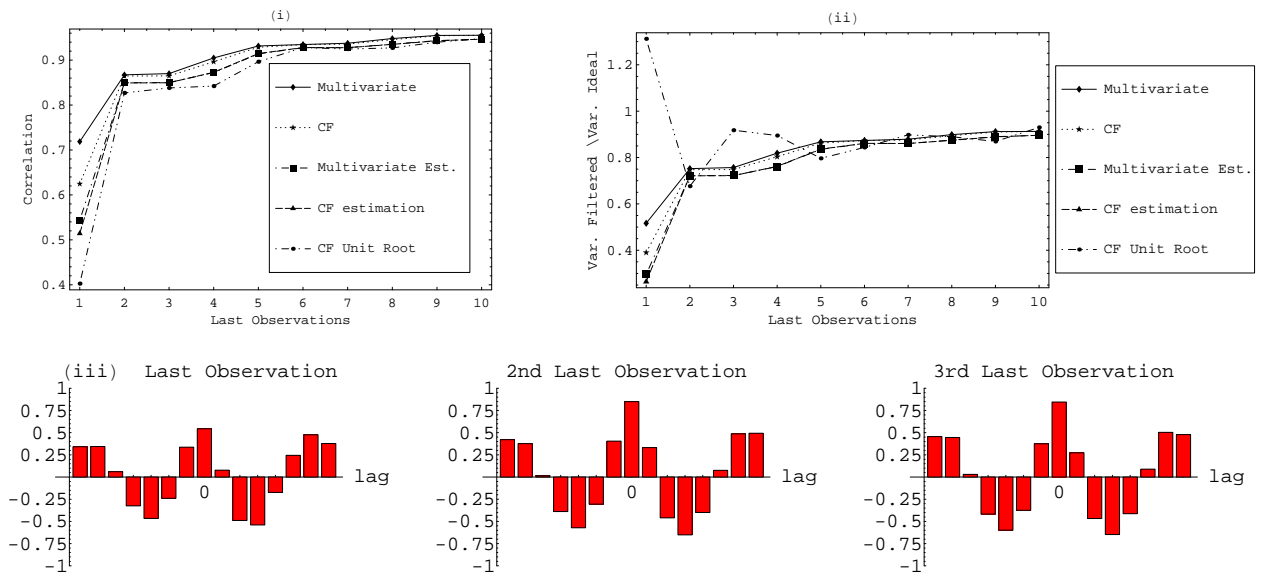 (i)
Correlation
0.9
0.8
0.7
0.6
0.5
0.4
1 2 3 4 5 6 7 8 9 10
Last Observations
Multivariate
CF
Multivariate Est.
CF estimation
CF Unit Root
(ii)
Var. Filtered \Var. Ideal
1.2
1
0.8
0.6
0.4
1 2 3 4 5 6 7 8 9 10
Last Observations
Multivariate
CF
Multivariate Est.
CF estimation
CF Unit Root
(iii) Last Observation
1
0.75
0.5
0.25
-0.25
-0.5
-0.75
-1
0
lag
2nd Last Observation
1
0.75
0.5
0.25
-0.25
-0.5
-0.75
-1
0
lag
3rd Last Observation
1
0.75
0.5
0.25
-0.25
-0.5
-0.75
-1
0
lag